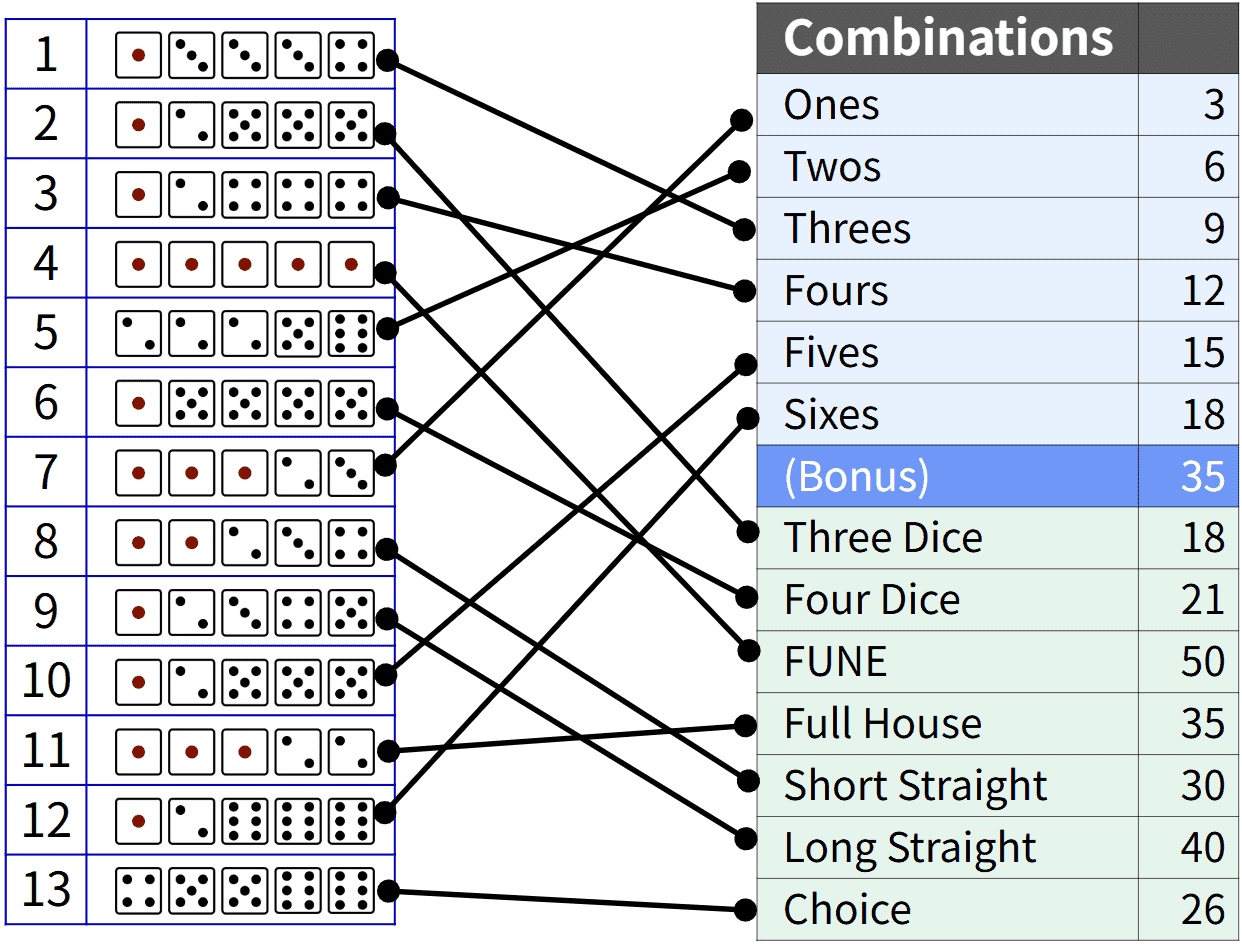 1
2
3
4
5
6
7
8
9
10
11
12
13
Combinations
Ones 3
Twos 6
Threes 9
Fours 12
Fives 15
Sixes 18
(Bonus) 35
Three Dice 18
Four Dice 21
FUNE 50
Full House 35
Short Straight 30
Long Straight 40
Choice 26